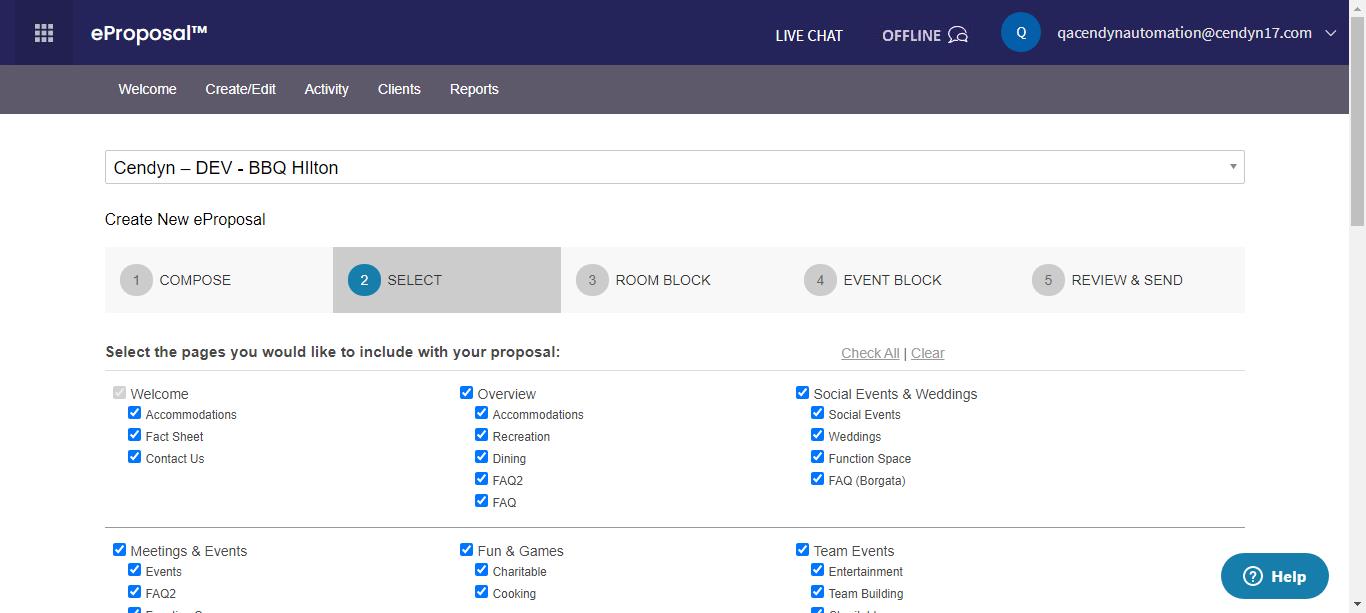 eProposal™
LIVE CHAT
OFFLINE
Q
qacendynautomation@cendyn17.com
Welcome
Create/Edit
Activity
Clients
Reports
Cendyn – DEV - BBQ HIlton
Create New eProposal
1 COMPOSE
2 SELECT
3 ROOM BLOCK
4 EVENT BLOCK
5 REVIEW & SEND
Select the pages you would like to include with your proposal:
Check All | Clear
Welcome
Accommodations
Fact Sheet
Contact Us
Overview
Accommodations
Recreation
Dining
FAQ2
FAQ
Social Events & Weddings
Social Events
Weddings
Function Space
FAQ (Borgata)
Meetings & Events
Events
FAQ2
Fun & Games
Charitable
Cooking
Team Events
Entertainment
Team Building
Help